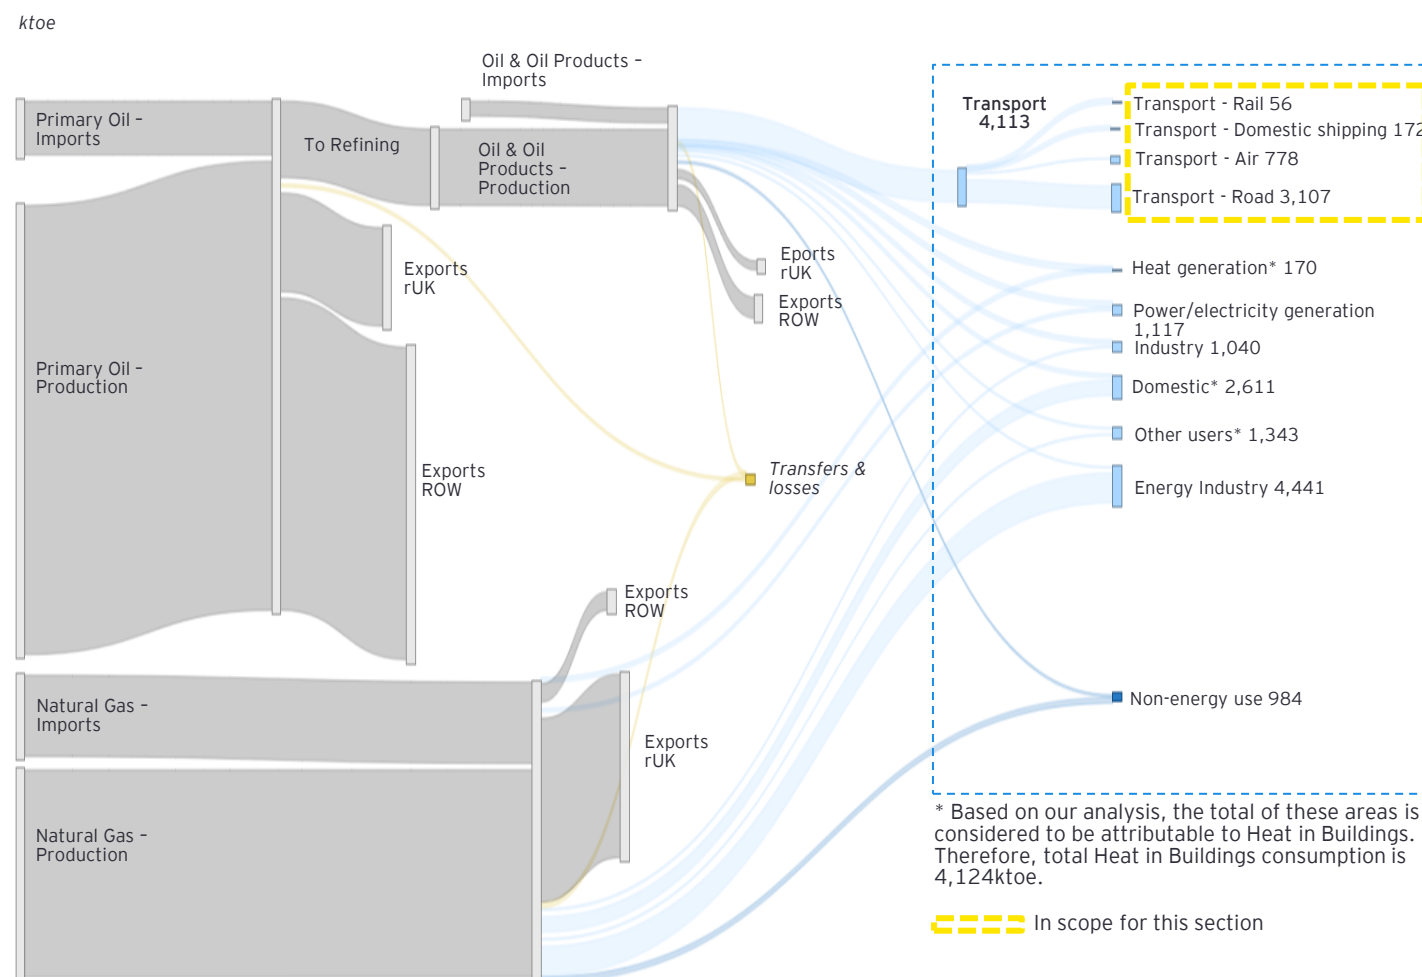 ktoe
Oil & Oil Products –
Imports
Primary Oil –
Imports
To Refining
Oil & Oil
Products –
Production
Transport
4,113
Transport - Rail 56
Transport - Domestic shipping 172
Transport - Air 778
Transport - Road 3,107
Exports
rUK
Eports
rUK
Exports
ROW
Heat generation* 170
Power/electricity generation
1,117
Industry 1,040
Primary Oil –
Production
Domestic* 2,611
Other users* 1,343
Exports
ROW
Transfers &
losses
Energy Industry 4,441
Exports
ROW
Natural Gas –
Imports
Exports
rUK
Non-energy use 984
Natural Gas –
Production
* Based on our analysis, the total of these areas is
considered to be attributable to Heat in Buildings.
Therefore, total Heat in Buildings consumption is
4,124ktoe.
In scope for this section